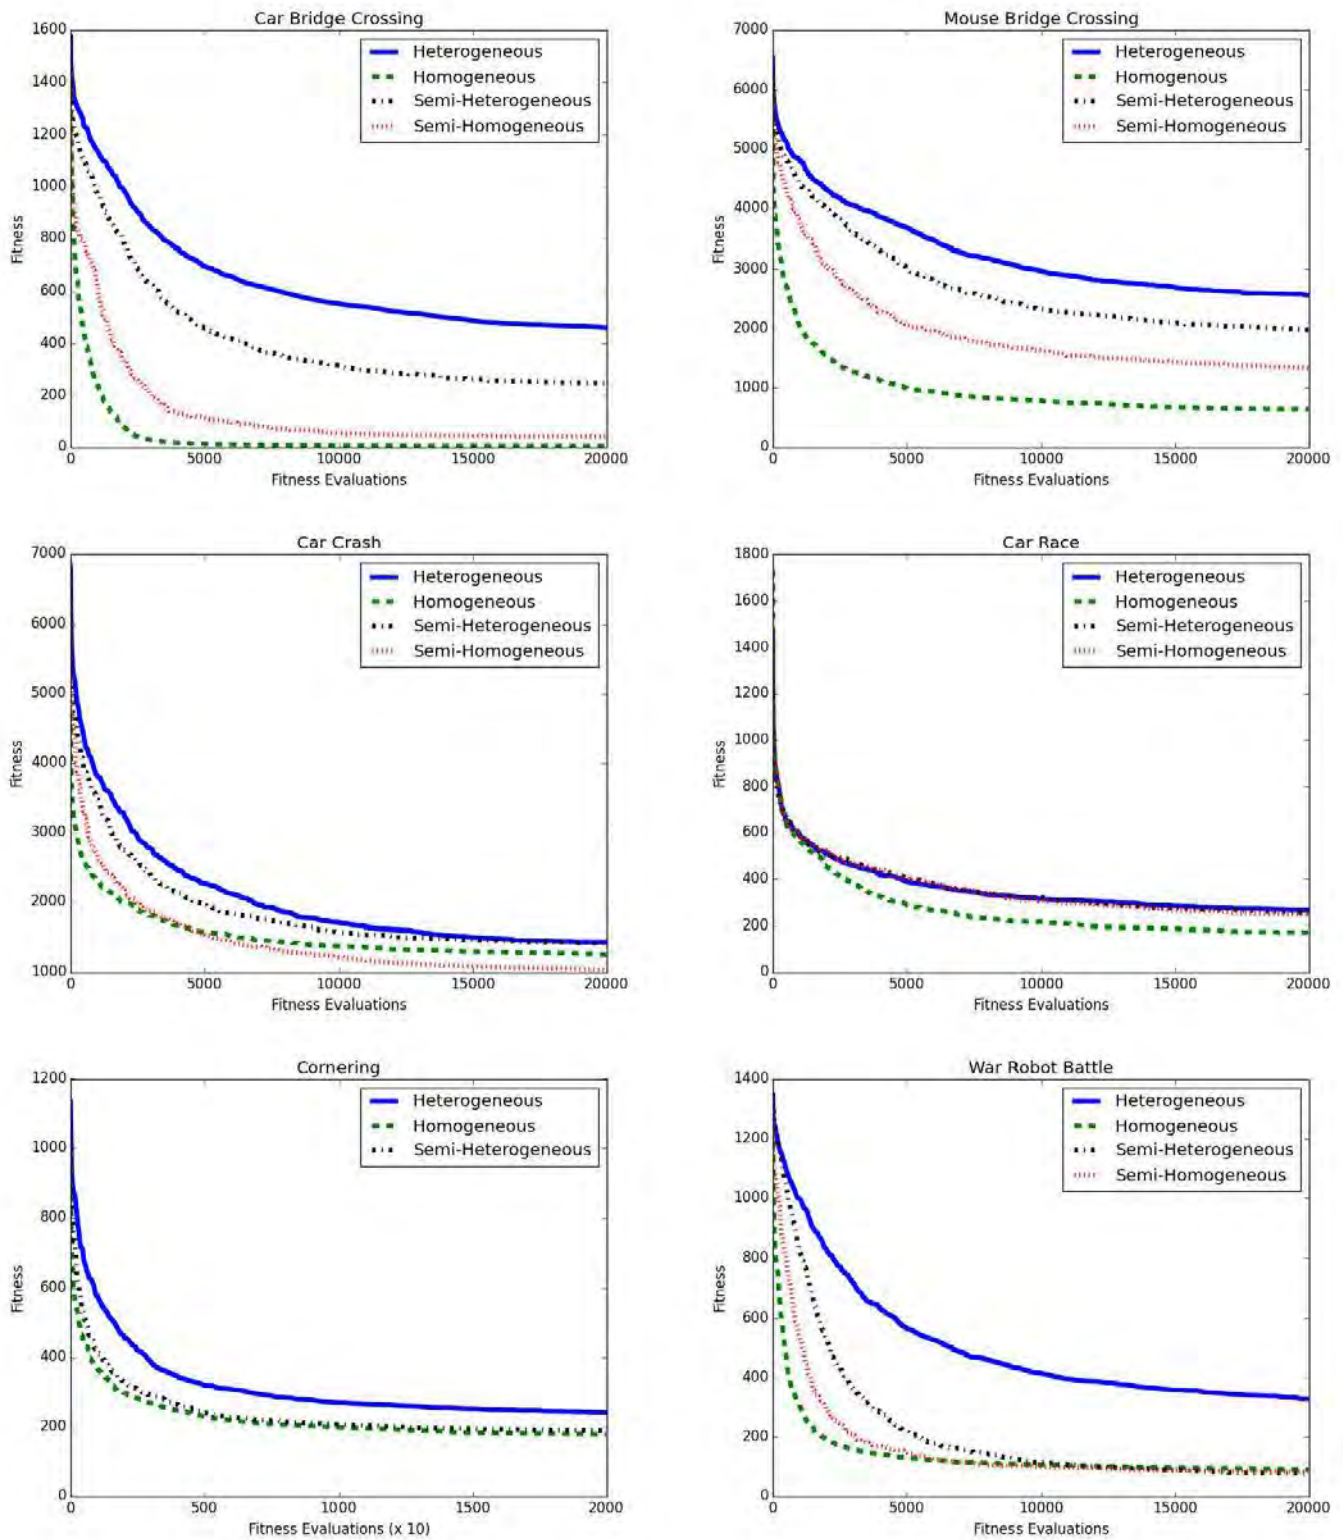 Car Bridge Crossing
1600
1400
1200
1000
800
600
400
200
0
Fitness
Heterogeneous
Homogeneous
Semi-Heterogeneous
Semi-Homogeneous
0 5000 10000 15000 20000
Fitness Evaluations
Mouse Bridge Crossing
7000
6000
5000
4000
3000
2000
1000
0
Fitness
Heterogeneous
Homogenous
Semi-Heterogeneous
Semi-Homogeneous
0 5000 10000 15000 20000
Fitness Evaluations
Car Crash
7000
6000
5000
4000
3000
2000
1000
Fitness
Heterogeneous
Homogeneous
Semi-Heterogeneous
Semi-Homogeneous
0 5000 10000 15000 20000
Fitness Evaluations
Car Race
1800
1600
1400
1200
1000
800
600
400
200
0
Fitness
Heterogeneous
Homogeneous
Semi-Heterogeneous
Semi-Homogeneous
0 5000 10000 15000 20000
Fitness Evaluations
Cornering
1200
1000
800
600
400
200
0
Fitness
Heterogeneous
Homogeneous
Semi-Heterogeneous
0 500 1000 1500 2000
Fitness Evaluations (x 10)
War Robot Battle
1400
1200
1000
800
600
400
200
0
Fitness
Heterogeneous
Homogeneous
Semi-Heterogeneous
Semi-Homogeneous
0 5000 10000 15000 20000
Fitness Evaluations